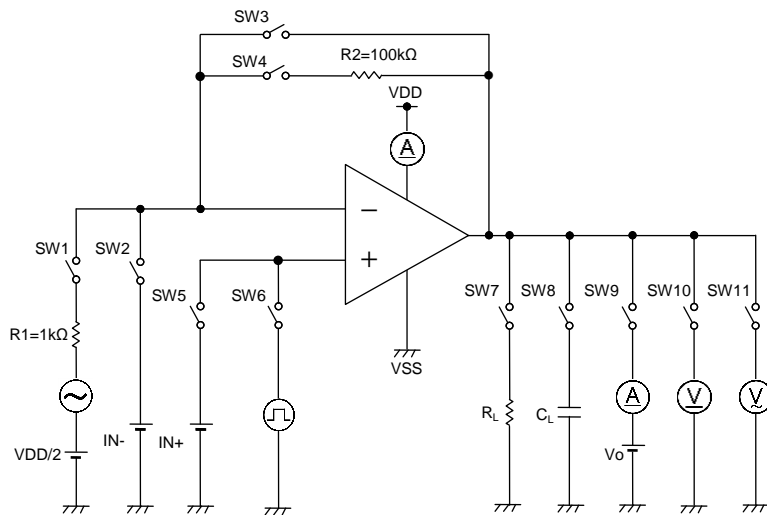 SW3
SW4
R2=100kΩ
VDD
A
SW1
SW2
SW5
SW6
SW7
SW8
SW9
SW10
SW11
R1=1kΩ
VSS
VDD/2
IN-
IN+
RL
CL
A
V
V
Vo